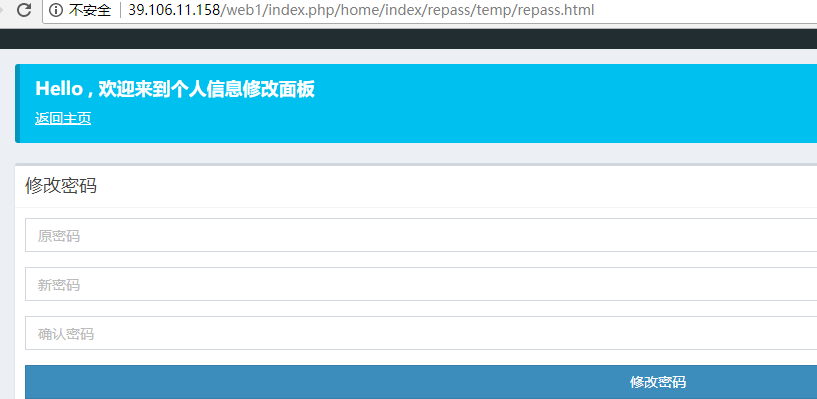 不安全 39.106.11.158/web1/index.php/home/index/repass/temp/repass.html
Hello , 欢迎来到个人信息修改面板
返回主页
修改密码
原密码
新密码
确认密码
修改密码